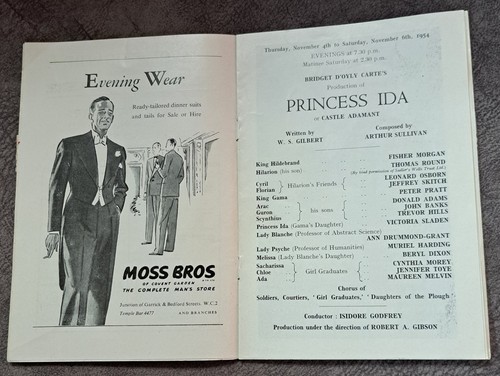 Evening Wear
Ready-tailored dinner suits
and tails for Sale or Hire
MOSS BROS
OF COVENT GARDEN
THE COMPLETE MAN'S STORE
Junction of Garrick & Bedford Streets W.C.2
Temple Bar 4477 AND BRANCHES
Thursday, November 4th to Saturday, November 6th, 1954
EVENINGS at 7.30 p.m.
Matinee Saturday at 2.30 p.m.
BRIDGET D'OYLY CARTE'S
Production of
PRINCESS IDA
or CASTLE ADAMANT
Written by Composed by
W. S. GILBERT ARTHUR SULLIVAN
King Hildebrand FISHER MORGAN
Hilarion (his son) THOMAS ROUND
(By kind permission of Sadler's Wells Trust Ltd.)
Cyril LEONARD OSBORN
Florian Hilarion's Friends JEFFREY SKITCH
King Gama PETER PRATT
Arac DONALD ADAMS
Guron his sons JOHN BANKS
Scynthius TREVOR HILLS
Princess Ida (Gama's Daughter) VICTORIA SLADEN
Lady Blanche (Professor of Abstract Science)
ANN DRUMMOND-GRANT
Lady Psyche (Professor of Humanities) MURIEL HARDING
Melissa (Lady Blanche's Daughter) BERYL DIXON
Sacharissa CYNTHIA MOREY
Chloe Girl Graduates JENNIFER TOYE
Ada MAUREEN MELVIN
Chorus of
Soldiers, Courtiers, 'Girl Graduates,' 'Daughters of the Plough'
Conductor : ISIDORE GODFREY
Production under the direction of ROBERT A. GIBSON